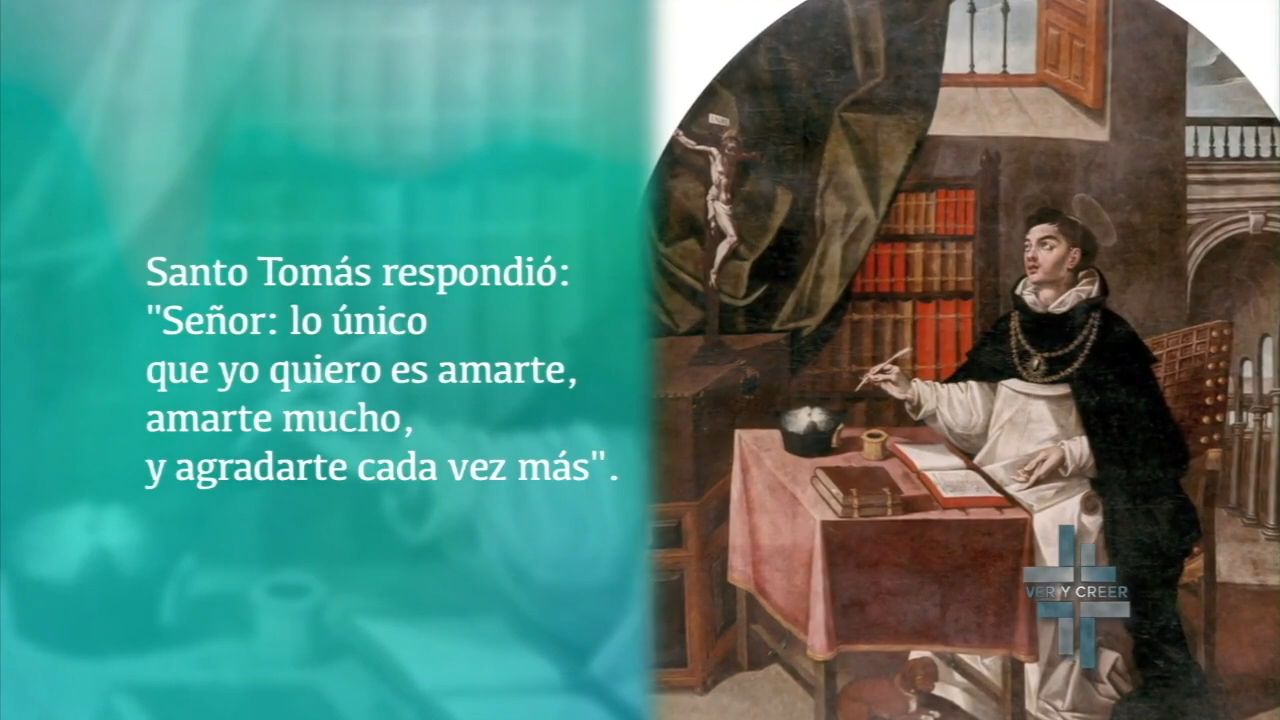 Santo Tomás respondió:
"Señor: lo único
que yo quiero es amarte,
amarte mucho,
y agradarte cada vez más".
VER Y CREER